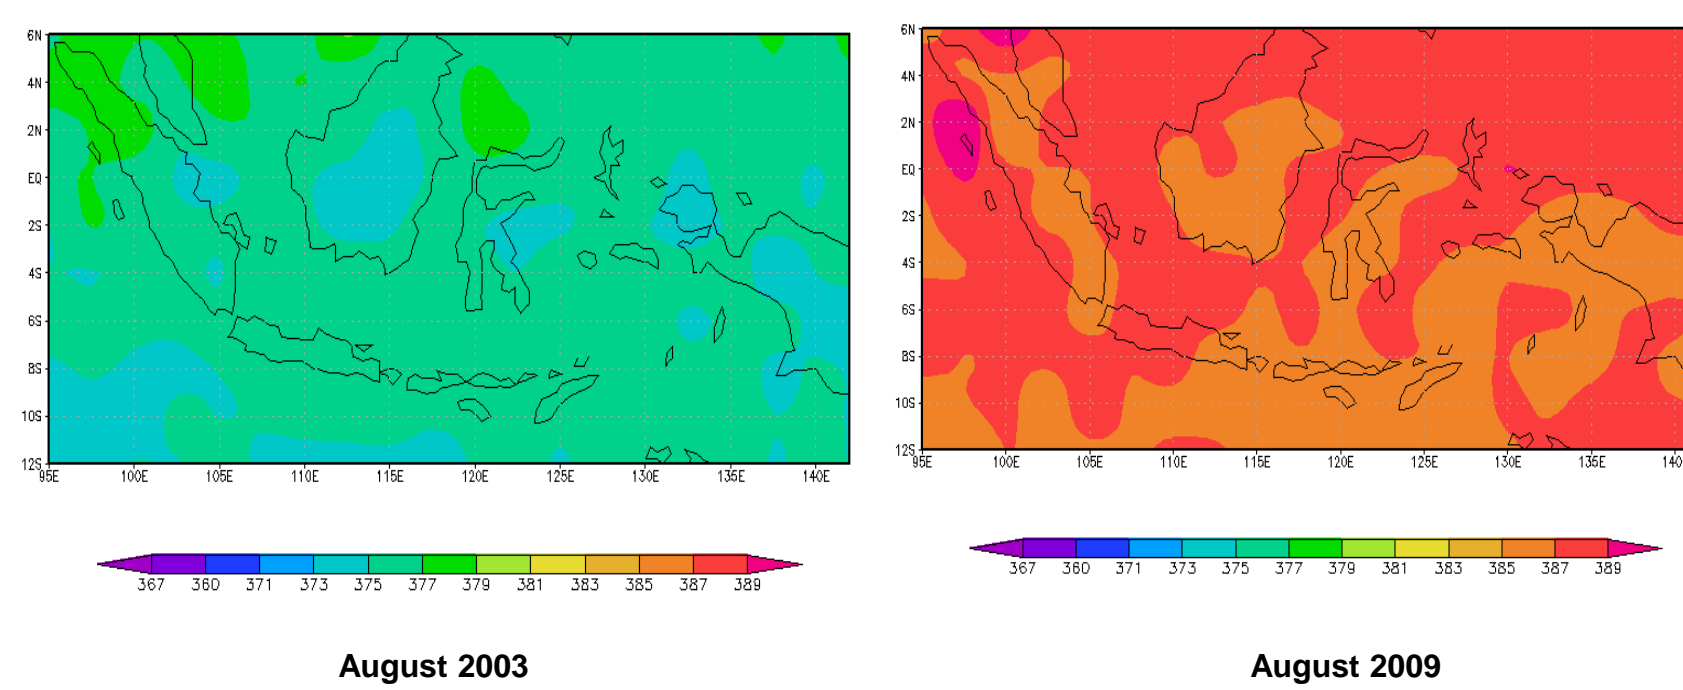 6N
4N
2N
EQ
2S
4S
6S
8S
10S
12S
95E 100E 105E 110E 115E 120E 125E 130E 135E 140E
367 360 371 373 375 377 379 381 383 385 387 389
August 2003
6N
4N
2N
EQ
2S
4S
6S
8S
10S
12S
95E 100E 105E 110E 115E 120E 125E 130E 135E 140
367 360 371 373 375 377 379 381 383 385 387 389
August 2009